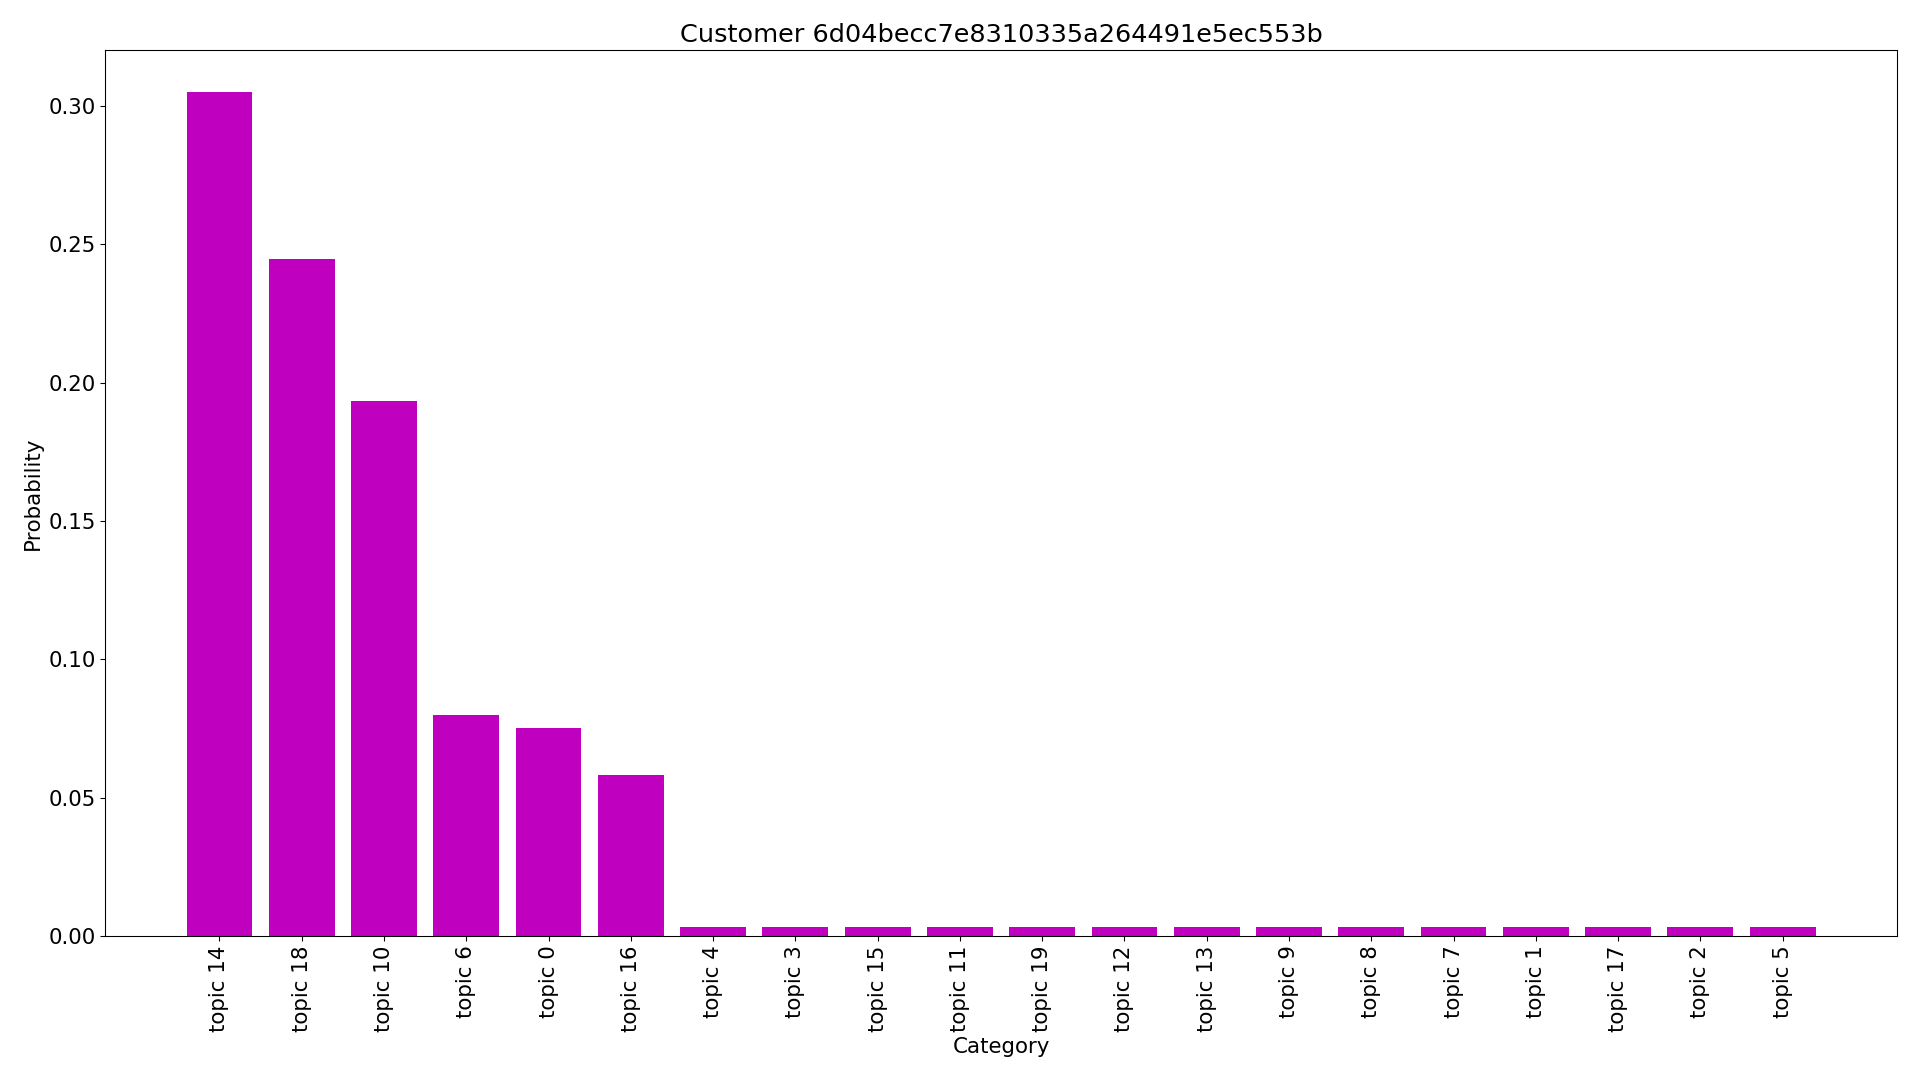 Customer 6d04becc7e8310335a264491e5ec553b
Probability
0.30
0.25
0.20
0.15
0.10
0.05
0.00
topic 14
topic 18
topic 10
topic 6
topic 0
topic 16
topic 4
topic 3
topic 15
topic 11
topic 19
topic 12
topic 13
topic 9
topic 8
topic 7
topic 1
topic 17
topic 2
topic 5
Category